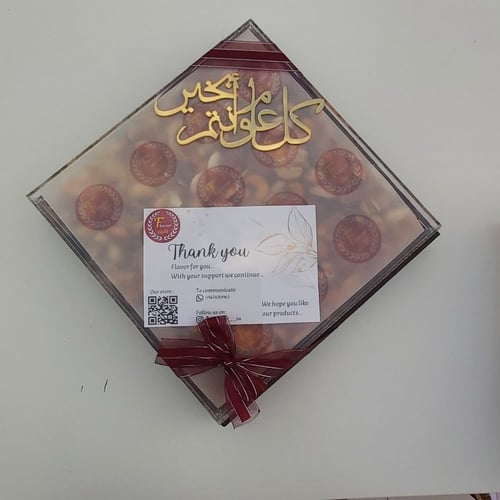 كل عام وأنتم بخير
Thank you
Flavor for you...
With your support we continue...
Our store:
To communicate:
Follow us on:
We hope you like
our products...